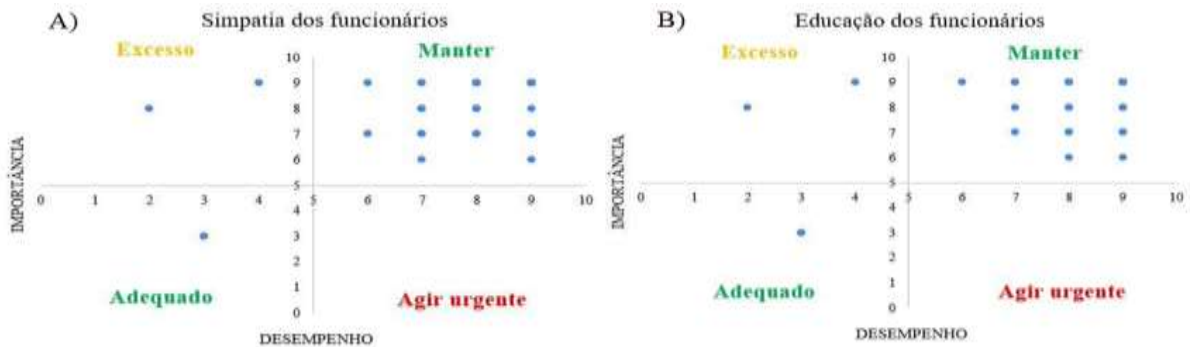 A) Simpatia dos funcionários
Excesso Manter
10
9
8
7
6
5
0 1 2 3 4 5 6 7 8 9 10
4
3
2
1
0
IMPORTÂNCIA
Adequado Agir urgente
DESEMPENHO
B) Educação dos funcionários
Excesso Manter
10
9
8
7
6
5
0 1 2 3 4 5 6 7 8 9 10
4
3
2
1
0
IMPORTÂNCIA
Adequado Agir urgente
DESEMPENHO